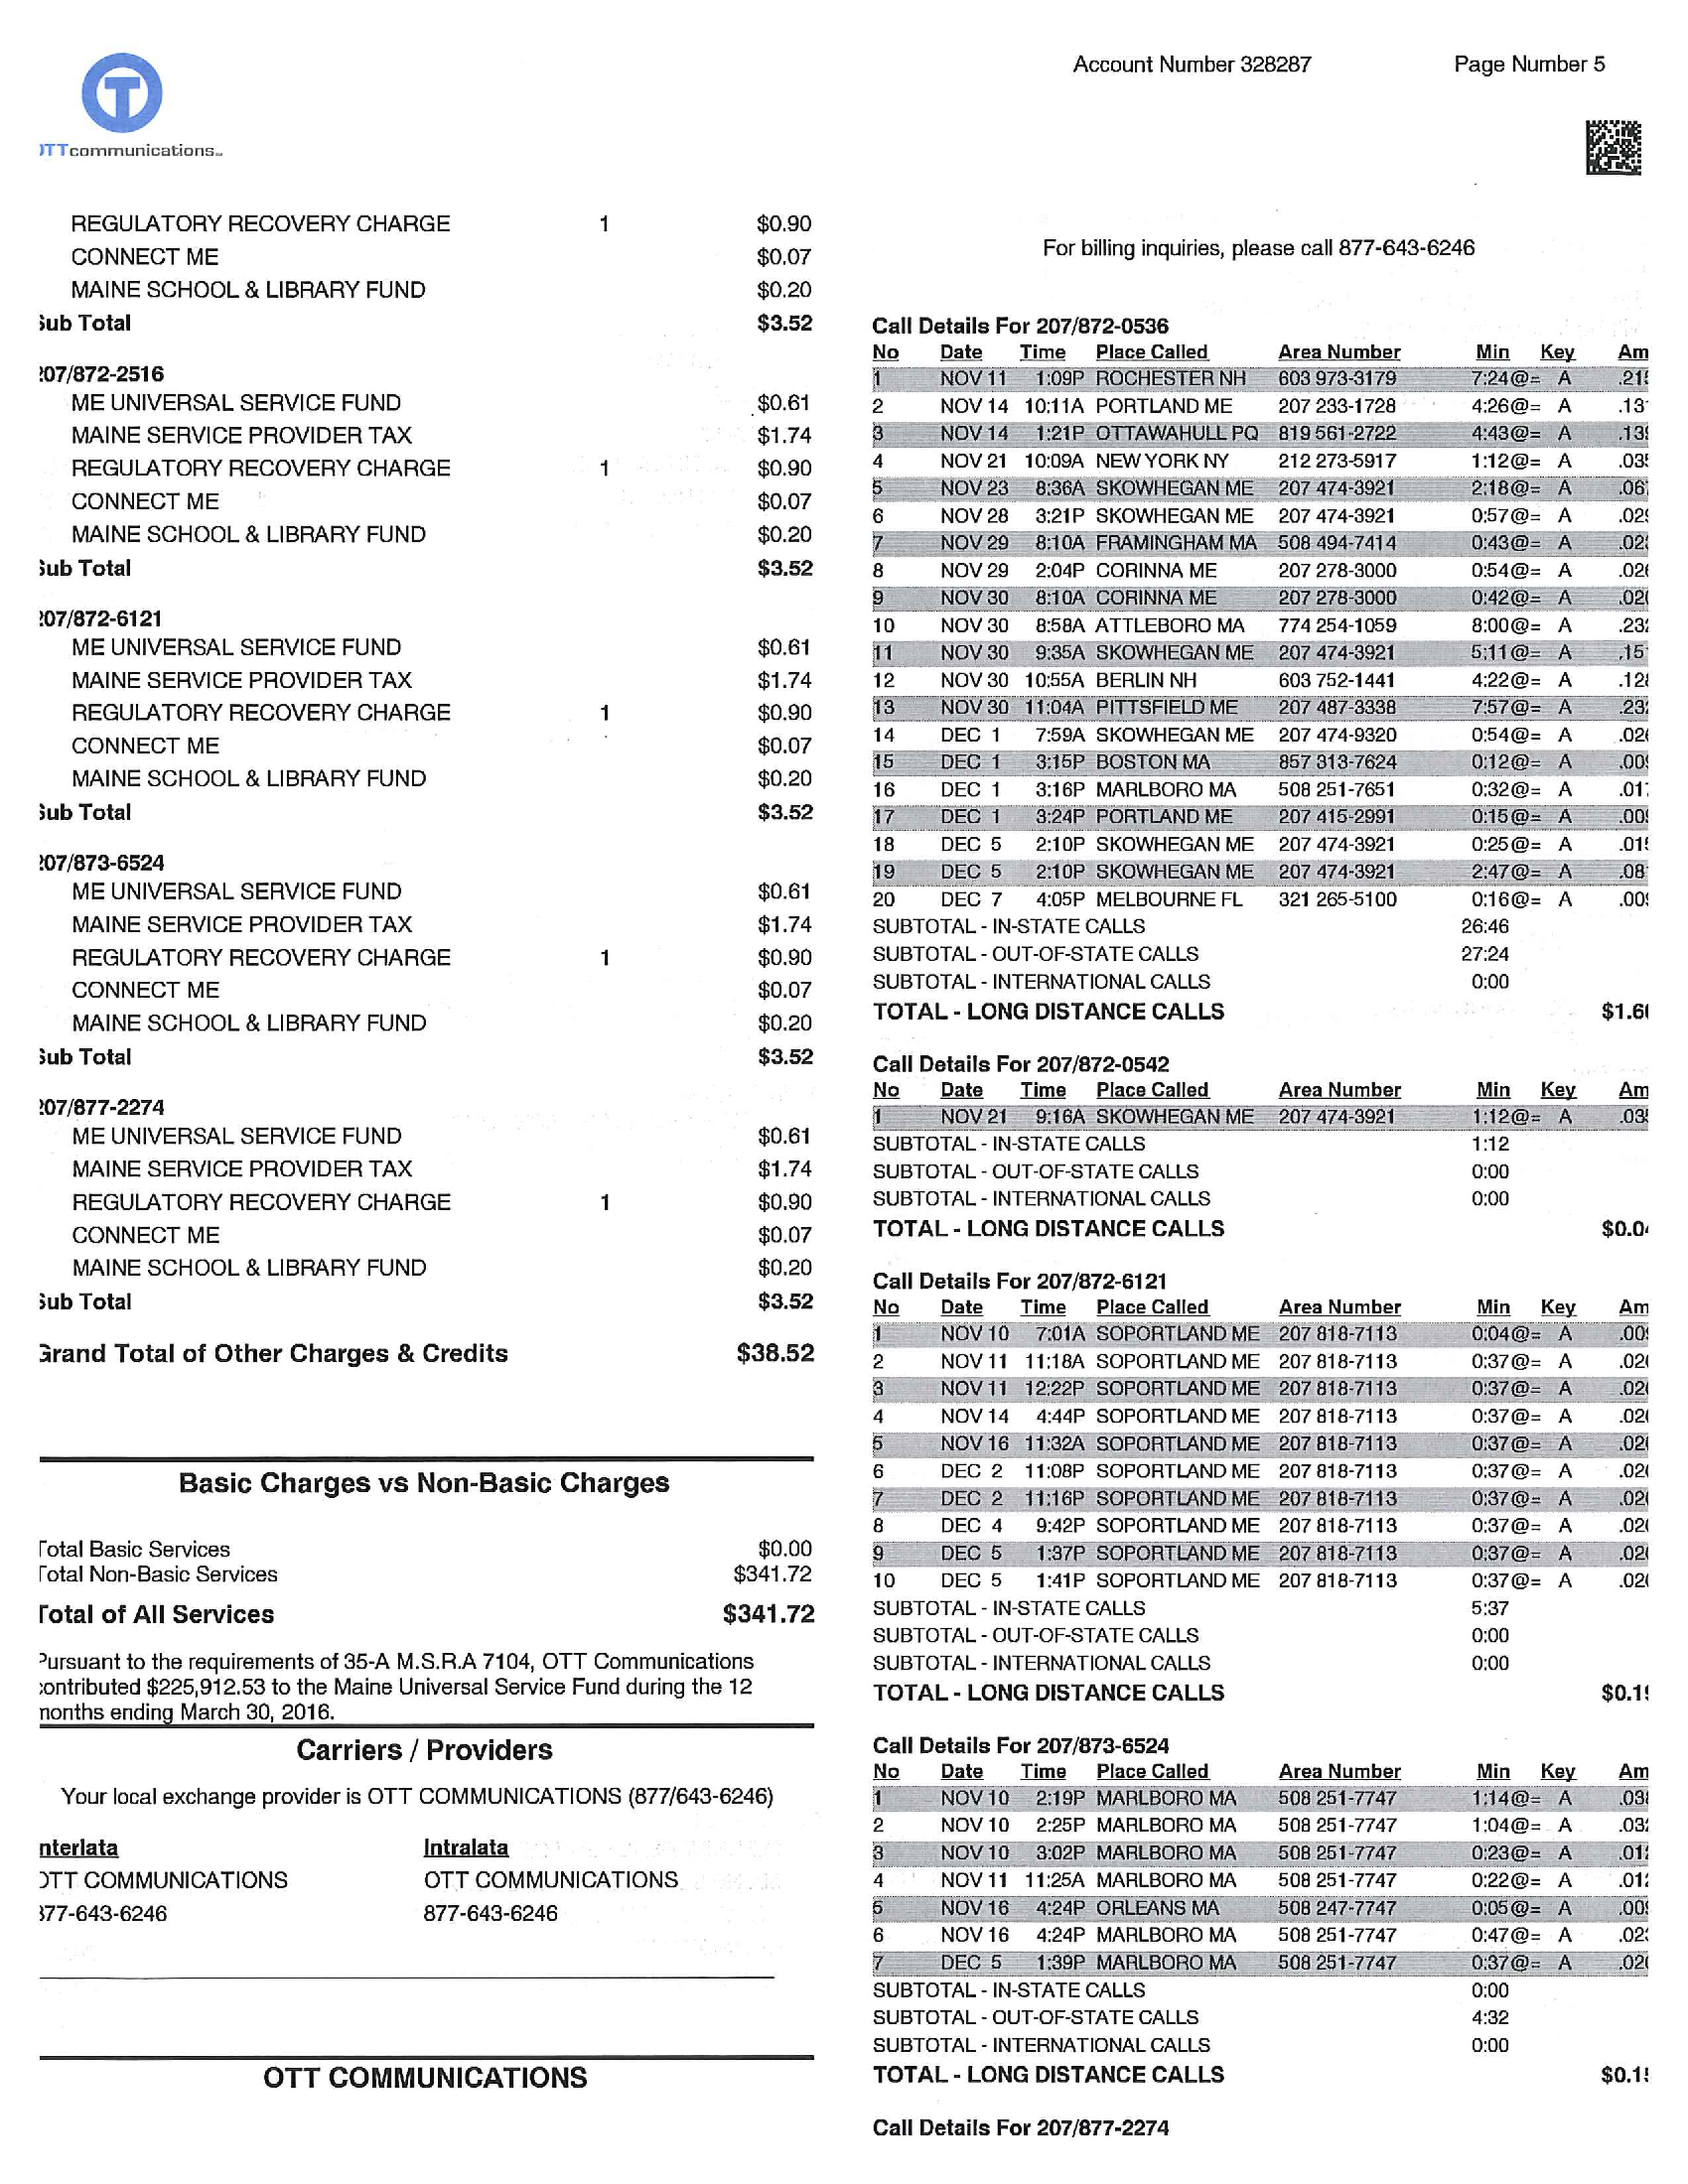 Account Number 328287 Page Number 5
TTcommunications
REGULATORY RECOVERY CHARGE 1 $0.90
CONNECT ME $0.07
MAINE SCHOOL & LIBRARY FUND $0.20
Sub Total $3.52
207/872-2516
ME UNIVERSAL SERVICE FUND $0.61
MAINE SERVICE PROVIDER TAX $1.74
REGULATORY RECOVERY CHARGE 1 $0.90
CONNECT ME $0.07
MAINE SCHOOL & LIBRARY FUND $0.20
Sub Total $3.52
207/872-6121
ME UNIVERSAL SERVICE FUND $0.61
MAINE SERVICE PROVIDER TAX $1.74
REGULATORY RECOVERY CHARGE 1 $0.90
CONNECT ME $0.07
MAINE SCHOOL & LIBRARY FUND $0.20
Sub Total $3.52
207/873-6524
ME UNIVERSAL SERVICE FUND $0.61
MAINE SERVICE PROVIDER TAX $1.74
REGULATORY RECOVERY CHARGE 1 $0.90
CONNECT ME $0.07
MAINE SCHOOL & LIBRARY FUND $0.20
Sub Total $3.52
207/877-2274
ME UNIVERSAL SERVICE FUND $0.61
MAINE SERVICE PROVIDER TAX $1.74
REGULATORY RECOVERY CHARGE 1 $0.90
CONNECT ME $0.07
MAINE SCHOOL & LIBRARY FUND $0.20
Sub Total $3.52
Grand Total of Other Charges & Credits $38.52
Basic Charges vs Non-Basic Charges
Total Basic Services $0.00
Total Non-Basic Services $341.72
Total of All Services $341.72
Pursuant to the requirements of 35-A M.S.R.A 7104, OTT Communications
contributed $225,912.53 to the Maine Universal Service Fund during the 12
months ending March 30, 2016.
Carriers / Providers
Your local exchange provider is OTT COMMUNICATIONS (877/643-6246)
Interlata Intralata
OTT COMMUNICATIONS OTT COMMUNICATIONS
877-643-6246 877-643-6246
OTT COMMUNICATIONS
For billing inquiries, please call 877-643-6246
Call Details For 207/872-0536
No Date Time Place Called Area Number Min Key Am
1 NOV 11 1:09P ROCHESTER NH 603 973-3179 7:24@= A .21
2 NOV 14 10:11A PORTLAND ME 207 233-1728 4:26@= A .13
3 NOV 14 1:21P OTTAWAHULL PQ 819 561-2722 4:43@= A .13
4 NOV 21 10:09A NEW YORK NY 212 273-5917 1:12@= A .03
5 NOV 23 8:36A SKOWHEGAN ME 207 474-3921 2:18@= A .06
6 NOV 28 3:21P SKOWHEGAN ME 207 474-3921 0:57@= A .02
7 NOV 29 8:10A FRAMINGHAM MA 508 494-7414 0:43@= A .02
8 NOV 29 2:04P CORINNA ME 207 278-3000 0:54@= A .02
9 NOV 30 8:10A CORINNA ME 207 278-3000 0:42@= A .02
10 NOV 30 8:58A ATTLEBORO MA 774 254-1059 8:00@= A .23
11 NOV 30 9:35A SKOWHEGAN ME 207 474-3921 5:11@= A .15
12 NOV 30 10:55A BERLIN NH 603 752-1441 4:22@= A .12
13 NOV 30 11:04A PITTSFIELD ME 207 487-3338 7:57@= A .23
14 DEC 1 7:59A SKOWHEGAN ME 207 474-9320 0:54@= A .02
15 DEC 1 3:15P BOSTON MA 857 313-7624 0:12@= A .00
16 DEC 1 3:16P MARLBORO MA 508 251-7651 0:32@= A .01
17 DEC 1 3:24P PORTLAND ME 207 415-2991 0:15@= A .00
18 DEC 5 2:10P SKOWHEGAN ME 207 474-3921 0:25@= A .01
19 DEC 5 2:10P SKOWHEGAN ME 207 474-3921 2:47@= A .08
20 DEC 7 4:05P MELBOURNE FL 321 265-5100 0:16@= A .00
SUBTOTAL - IN-STATE CALLS 26:46
SUBTOTAL - OUT-OF-STATE CALLS 27:24
SUBTOTAL - INTERNATIONAL CALLS 0:00
TOTAL - LONG DISTANCE CALLS $1.6
Call Details For 207/872-0542
No Date Time Place Called Area Number Min Key Am
1 NOV 21 9:16A SKOWHEGAN ME 207 474-3921 1:12@= A .03
SUBTOTAL - IN-STATE CALLS 1:12
SUBTOTAL - OUT-OF-STATE CALLS 0:00
SUBTOTAL - INTERNATIONAL CALLS 0:00
TOTAL - LONG DISTANCE CALLS $0.0
Call Details For 207/872-6121
No Date Time Place Called Area Number Min Key Am
1 NOV 10 7:01A SOPORTLAND ME 207 818-7113 0:04@= A .00
2 NOV 11 11:18A SOPORTLAND ME 207 818-7113 0:37@= A .02
3 NOV 11 12:22P SOPORTLAND ME 207 818-7113 0:37@= A .02
4 NOV 14 4:44P SOPORTLAND ME 207 818-7113 0:37@= A .02
5 NOV 16 11:32A SOPORTLAND ME 207 818-7113 0:37@= A .02
6 DEC 2 11:08P SOPORTLAND ME 207 818-7113 0:37@= A .02
7 DEC 2 11:16P SOPORTLAND ME 207 818-7113 0:37@= A .02
8 DEC 4 9:42P SOPORTLAND ME 207 818-7113 0:37@= A .02
9 DEC 5 1:37P SOPORTLAND ME 207 818-7113 0:37@= A .02
10 DEC 5 1:41P SOPORTLAND ME 207 818-7113 0:37@= A .02
SUBTOTAL - IN-STATE CALLS 5:37
SUBTOTAL - OUT-OF-STATE CALLS 0:00
SUBTOTAL - INTERNATIONAL CALLS 0:00
TOTAL - LONG DISTANCE CALLS $0.1
Call Details For 207/873-6524
No Date Time Place Called Area Number Min Key Am
1 NOV 10 2:19P MARLBORO MA 508 251-7747 1:14@= A .03
2 NOV 10 2:25P MARLBORO MA 508 251-7747 1:04@= A .03
3 NOV 10 3:02P MARLBORO MA 508 251-7747 0:23@= A .01
4 NOV 11 11:25A MARLBORO MA 508 251-7747 0:22@= A .01
5 NOV 16 4:24P ORLEANS MA 508 247-7747 0:05@= A .00
6 NOV 16 4:24P MARLBORO MA 508 251-7747 0:47@= A .02
7 DEC 5 1:39P MARLBORO MA 508 251-7747 0:37@= A .02
SUBTOTAL - IN-STATE CALLS 0:00
SUBTOTAL - OUT-OF-STATE CALLS 4:32
SUBTOTAL - INTERNATIONAL CALLS 0:00
TOTAL - LONG DISTANCE CALLS $0.1
Call Details For 207/877-2274